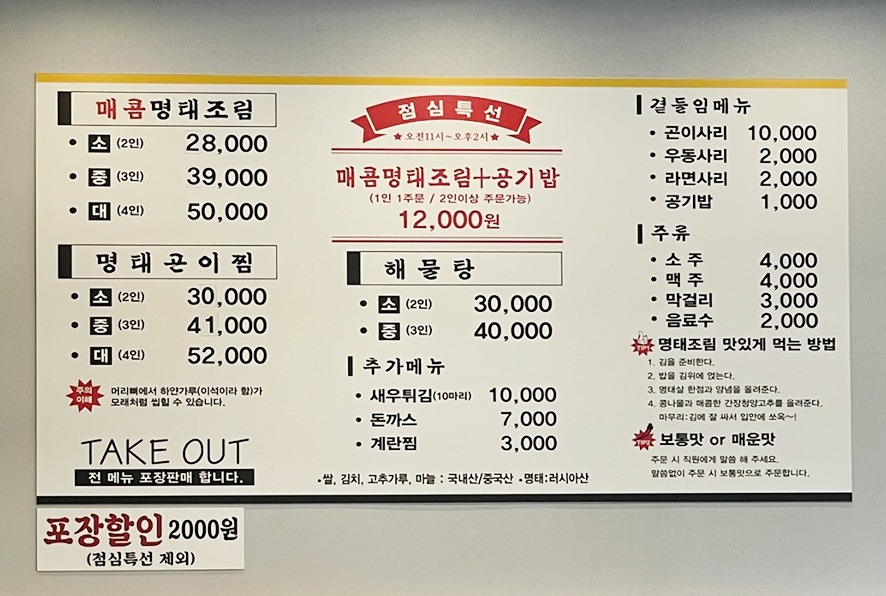 매콤명태조림
• 소 (2인) 28,000
• 중 (3인) 39,000
• 대 (4인) 50,000
명태곤이찜
• 소 (2인) 30,000
• 중 (3인) 41,000
• 대 (4인) 52,000
주의
이해
머리뼈에서 하얀가루(이석이라 함)가
모래처럼 씹힐 수 있습니다.
TAKE OUT
전 메뉴 포장판매 합니다.
점심특선
★오전11시~오후2시★
매콤명태조림+공기밥
(1인 1주문 / 2인이상 주문가능)
12,000원
해물탕
• 소 (2인) 30,000
• 중 (3인) 40,000
추가메뉴
• 새우튀김(10마리) 10,000
• 돈까스 7,000
• 계란찜 3,000
•쌀, 김치, 고추가루, 마늘 : 국내산/중국산 •명태:러시아산
곁들임메뉴
• 곤이사리 10,000
• 우동사리 2,000
• 라면사리 2,000
• 공기밥 1,000
주류
• 소주 4,000
• 맥주 4,000
• 막걸리 3,000
• 음료수 2,000
명태조림 맛있게 먹는 방법
1. 김을 준비한다.
2. 밥을 김위에 얹는다.
3. 명태살 한점과 양념을 올려준다.
4. 콩나물과 매콤한 간장청양고추를 올려준다.
마무리:김에 잘 싸서 입안에 쏘옥~!
보통맛 or 매운맛
주문 시 직원에게 말씀 해 주세요.
말씀없이 주문 시 보통맛으로 주문합니다.
포장할인 2000원
(점심특선 제외)